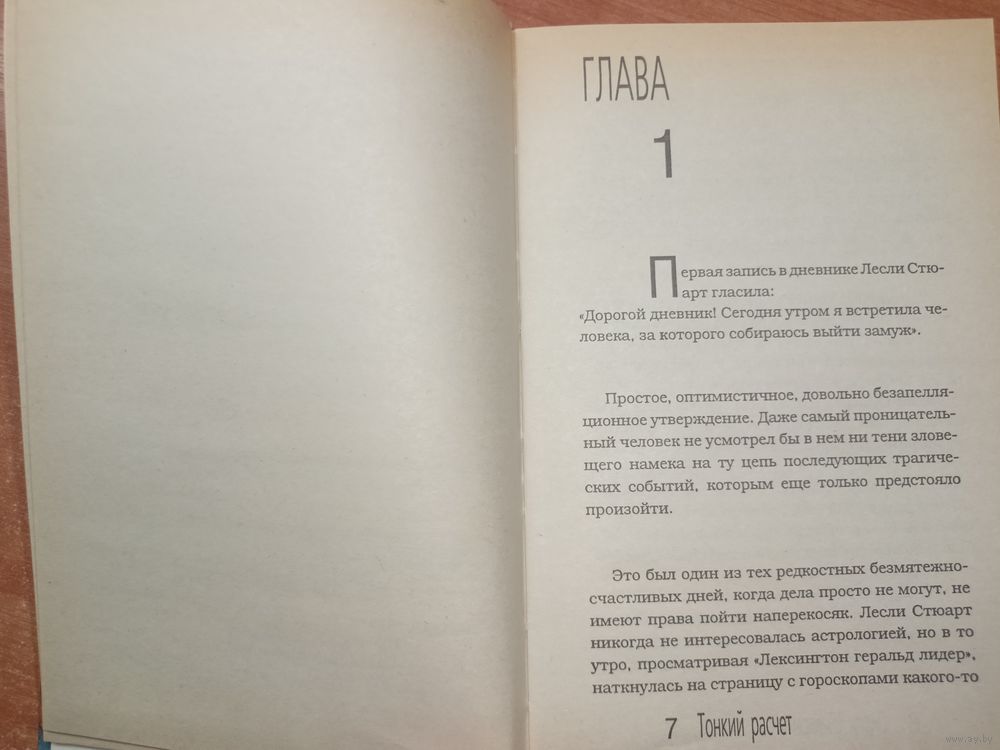 ГЛАВА
1
Первая запись в дневнике Лесли Стю-
арт гласила:
«Дорогой дневник! Сегодня утром я встретила че-
ловека, за которого собираюсь выйти замуж».
Простое, оптимистичное, довольно безапелля-
ционное утверждение. Даже самый проницатель-
ный человек не усмотрел бы в нем ни тени злове-
щего намека на ту цепь последующих трагиче-
ских событий, которым еще только предстояло
произойти.
Это был один из тех редкостных безмятежно-
счастливых дней, когда дела просто не могут, не
имеют права пойти наперекосяк. Лесли Стюарт
никогда не интересовалась астрологией, но в то
утро, просматривая «Лексингтон геральд лидер»,
наткнулась на страницу с гороскопами какого-то
7 Тонкий расчет
www.ay.by